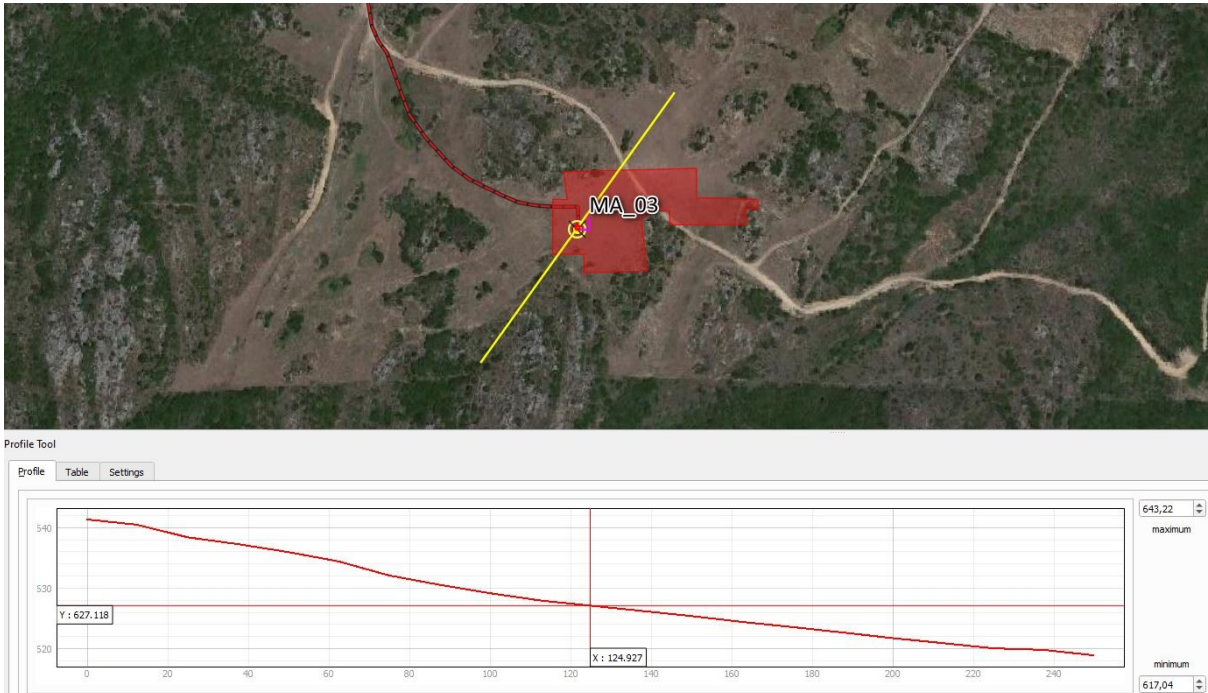 MA_03
Profile Tool
Profile Table Settings
643,22
maximum
540
530
Y : 627.118
520
X : 124.927
minimum
0 20 40 60 80 100 120 140 160 180 200 220 240
617,04